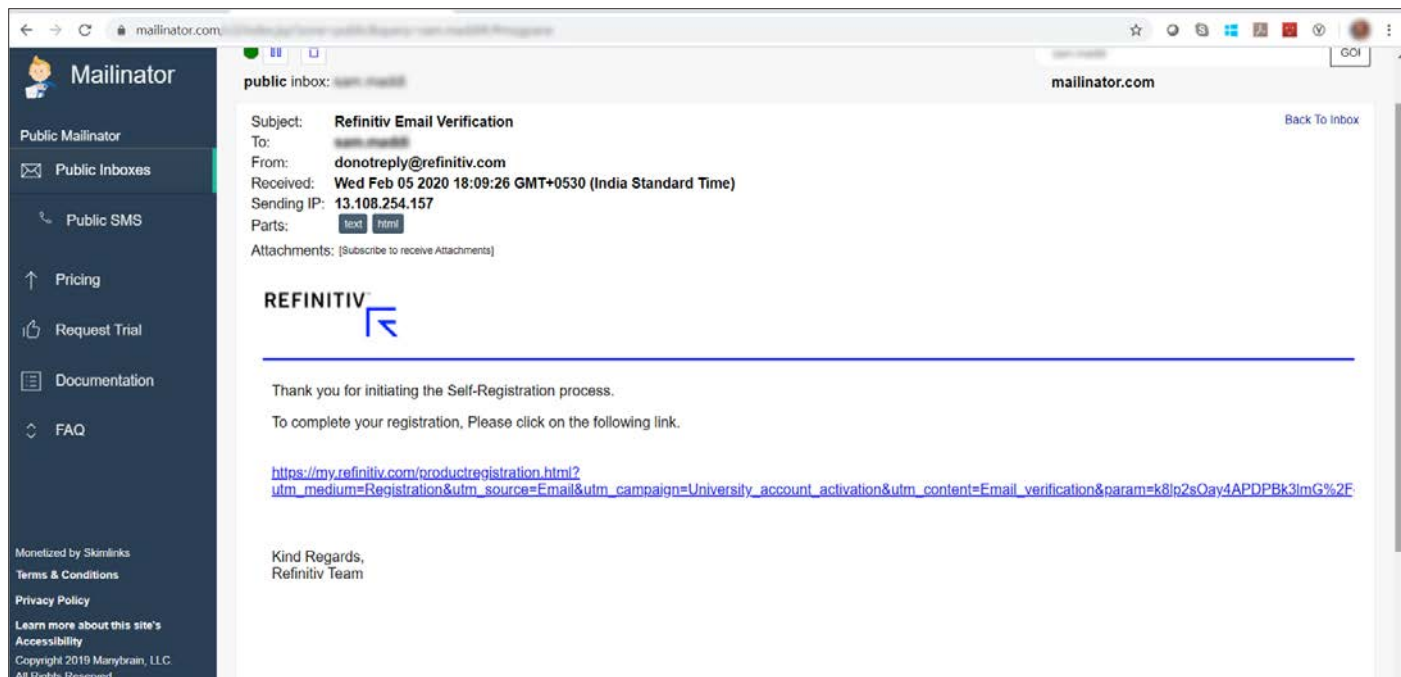 mailinator.com
Mailinator
GO!
public inbox:
mailinator.com
Public Mailinator
Public Inboxes
Public SMS
Pricing
Request Trial
Documentation
FAQ
Monetized by Skimlinks
Terms & Conditions
Privacy Policy
Learn more about this site's
Accessibility
Copyright 2019 Manybrain, LLC.
All Rights Reserved
Subject: Refinitiv Email Verification
Back To Inbox
To:
From: donotreply@refinitiv.com
Received: Wed Feb 05 2020 18:09:26 GMT+0530 (India Standard Time)
Sending IP: 13.108.254.157
Parts: text html
Attachments: [Subscribe to receive Attachments]
REFINITIV
Thank you for initiating the Self-Registration process.
To complete your registration, Please click on the following link.
https://my.refinitiv.com/productregistration.html?
utm_medium=Registration&utm_source=Email&utm_campaign=University_account_activation&utm_content=Email_verification&param=k8lp2sOay4APDPBk3lmG%2F
Kind Regards,
Refinitiv Team